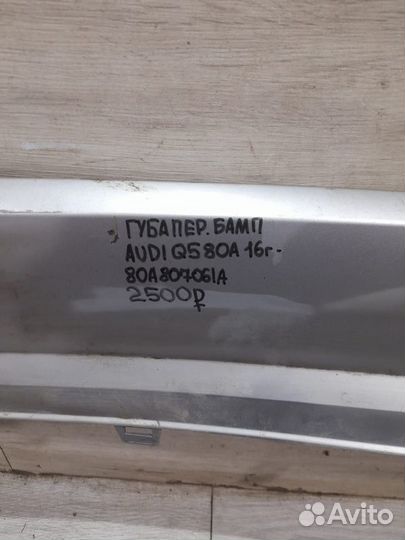 ГУБА ПЕР. БАМП
AUDI Q5 80A 16г-
80A807061A
2500₽
Avito